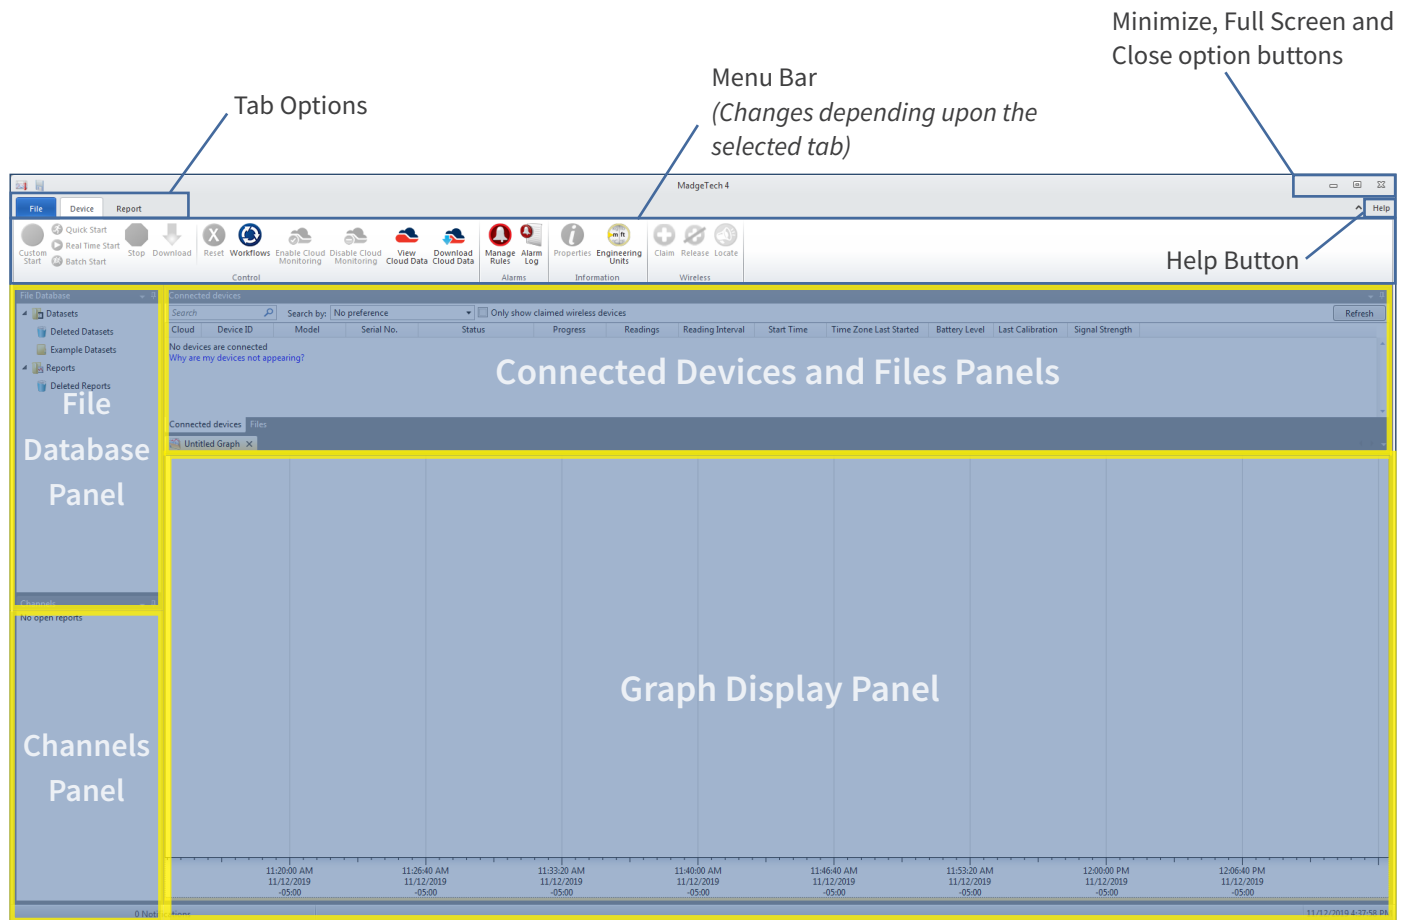 Minimize, Full Screen and
Close option buttons
Menu Bar
(Changes depending upon the
selected tab)
Tab Options
MadgeTech 4
File Device Report
Help
Custom Start
Quick Start
Real Time Start
Batch Start
Stop
Download
Reset
Workflows
Enable Cloud Monitoring
Disable Cloud Monitoring
View Cloud Data
Download Cloud Data
Control
Manage Rules
Alarm Log
Alarms
Properties
Engineering Units
Information
Claim
Release
Locate
Wireless
Help Button
File Database
Datasets
Deleted Datasets
Example Datasets
Reports
Deleted Reports
File
Database
Panel
Connected devices
Search
Search by: No preference
Only show claimed wireless devices
Refresh
Cloud Device ID Model Serial No. Status Progress Readings Reading Interval Start Time Time Zone Last Started Battery Level Last Calibration Signal Strength
No devices are connected
Why are my devices not appearing?
Connected Devices and Files Panels
Connected devices Files
Untitled Graph
Channels
No open reports
Channels
Panel
Graph Display Panel
11:20:00 AM 11:26:40 AM 11:33:20 AM 11:40:00 AM 11:46:40 AM 11:53:20 AM 12:00:00 PM 12:06:40 PM
11/12/2019 11/12/2019 11/12/2019 11/12/2019 11/12/2019 11/12/2019 11/12/2019 11/12/2019
-05:00 -05:00 -05:00 -05:00 -05:00 -05:00 -05:00 -05:00
0 Notifications
11/12/2019 4:37:58 PM